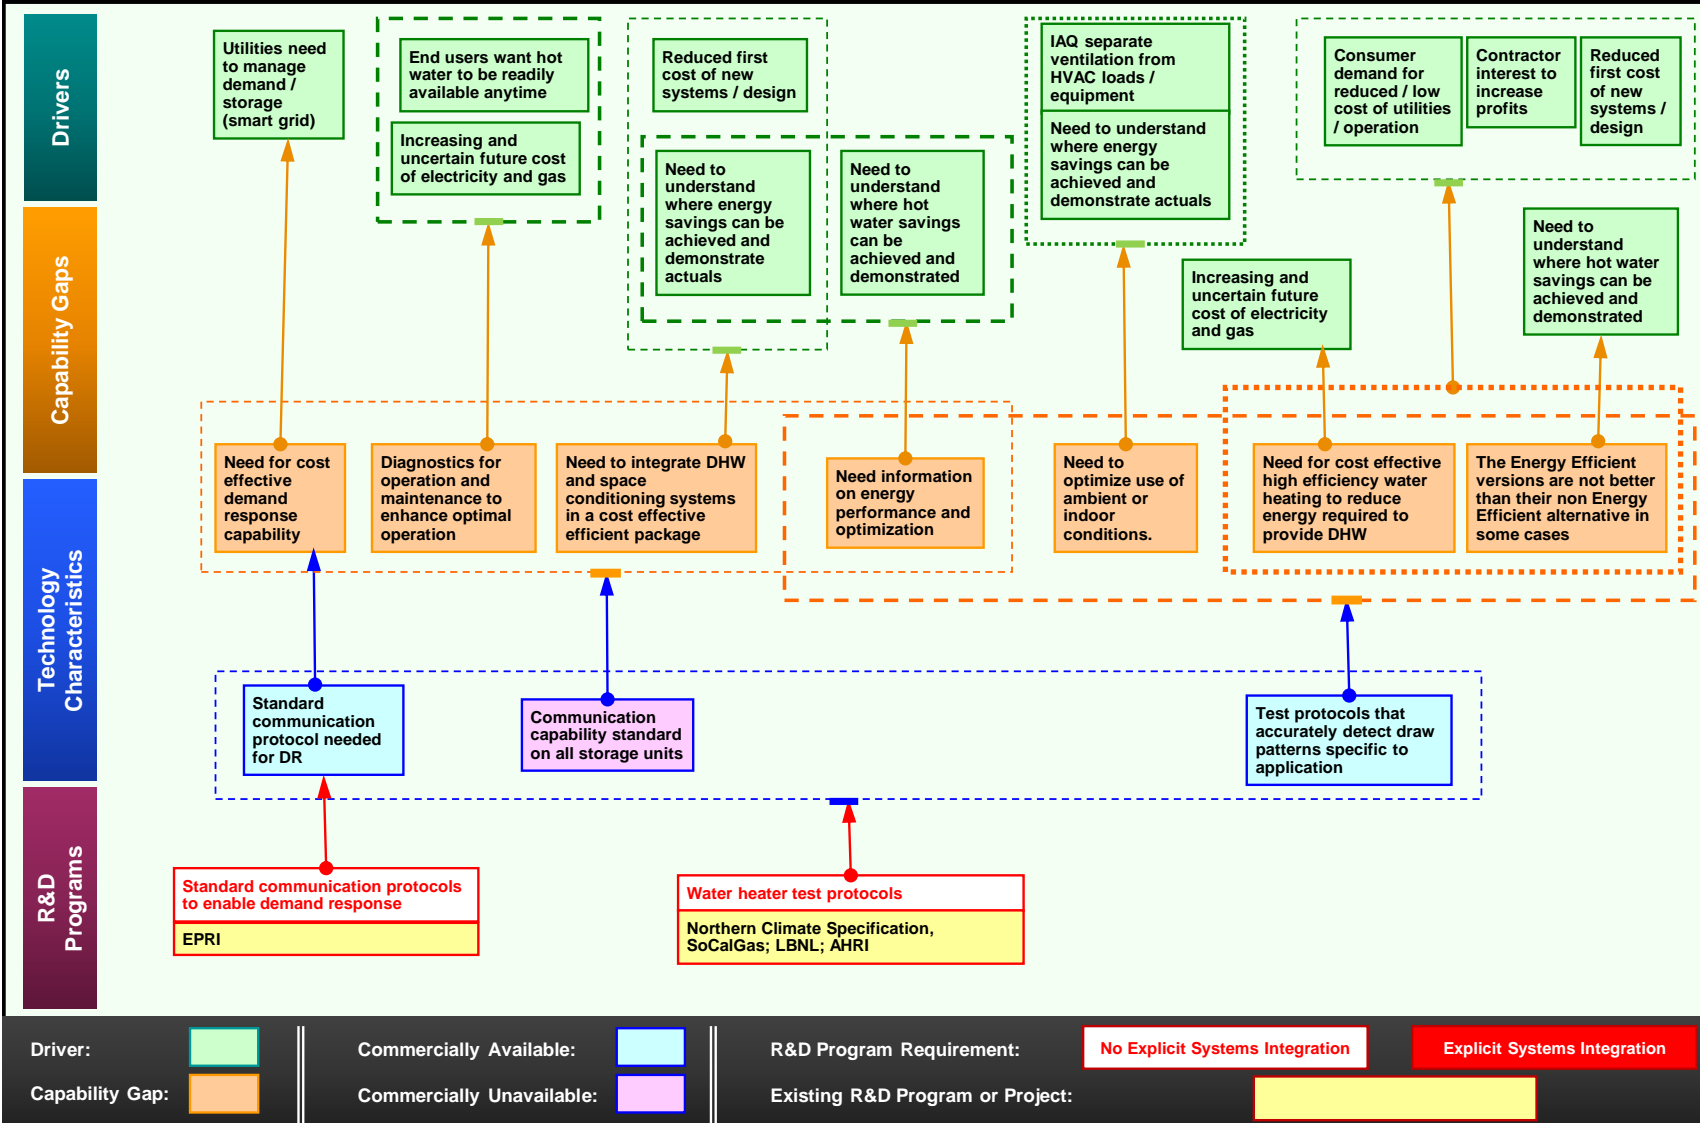 Drivers
Utilities need
to manage
demand /
storage
(smart grid)
End users want hot
water to be readily
available anytime
Increasing and
uncertain future cost
of electricity and gas
Reduced first
cost of new
systems / design
Need to
understand
where energy
savings can be
achieved and
demonstrate
actuals
Need to
understand
where hot
water savings
can be
achieved and
demonstrated
IAQ separate
ventilation from
HVAC loads /
equipment
Need to understand
where energy
savings can be
achieved and
demonstrate actuals
Consumer
demand for
reduced / low
cost of utilities
/ operation
Contractor
interest to
increase
profits
Reduced
first cost
of new
systems /
design
Increasing and
uncertain future
cost of electricity
and gas
Need to
understand
where hot water
savings can be
achieved and
demonstrated
Capability Gaps
Need for cost
effective
demand
response
capability
Diagnostics for
operation and
maintenance to
enhance optimal
operation
Need to integrate DHW
and space
conditioning systems
in a cost effective
efficient package
Need information
on energy
performance and
optimization
Need to
optimize use of
ambient or
indoor
conditions.
Need for cost effective
high efficiency water
heating to reduce
energy required to
provide DHW
The Energy Efficient
versions are not better
than their non Energy
Efficient alternative in
some cases
Technology
Characteristics
Standard
communication
protocol needed
for DR
Communication
capability standard
on all storage units
Test protocols that
accurately detect draw
patterns specific to
application
R&D
Programs
Standard communication protocols
to enable demand response
EPRI
Water heater test protocols
Northern Climate Specification,
SoCalGas; LBNL; AHRI
Driver:
Capability Gap:
Commercially Available:
Commercially Unavailable:
R&D Program Requirement:
No Explicit Systems Integration
Explicit Systems Integration
Existing R&D Program or Project: